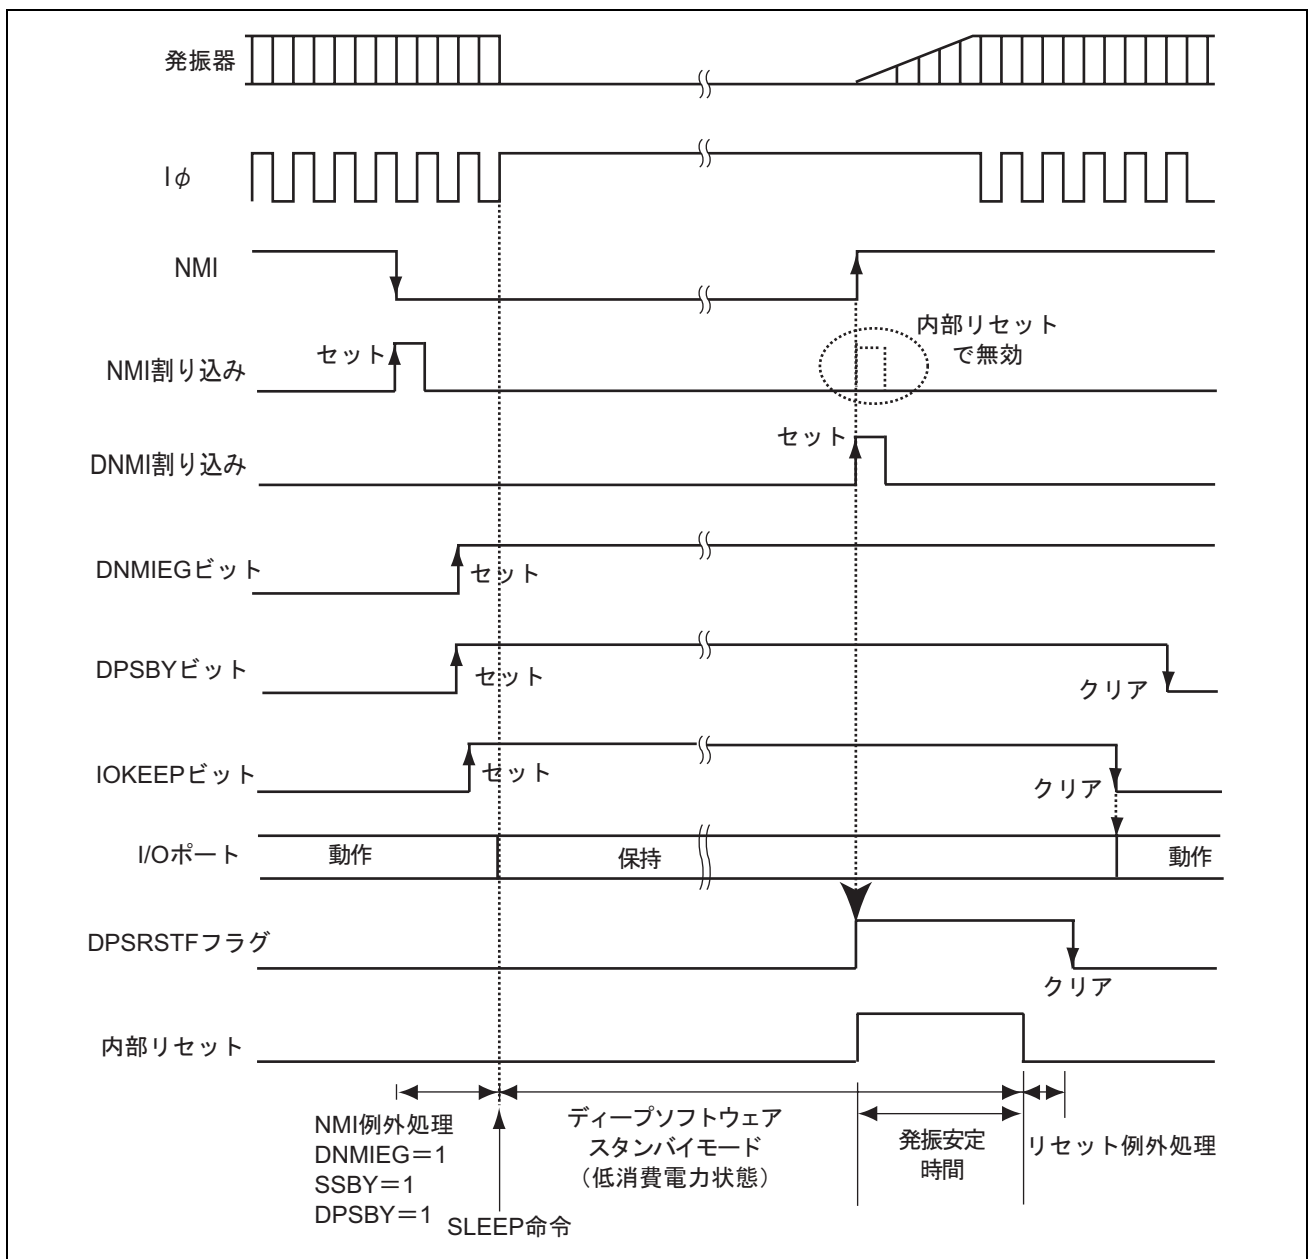 発振器
Iφ
NMI
内部リセット
で無効
セット
NMI割り込み
セット
DNMI割り込み
DNMIEGビット
セット
DPSBYビット
セット
クリア
IOKEEPビット
セット
クリア
I/Oポート
動作
保持
動作
DPSRSTFフラグ
クリア
内部リセット
NMI例外処理
DNMIEG=1
SSBY=1
DPSBY=1
SLEEP命令
ディープソフトウェア
スタンバイモード
(低消費電力状態)
発振安定
時間
リセット例外処理